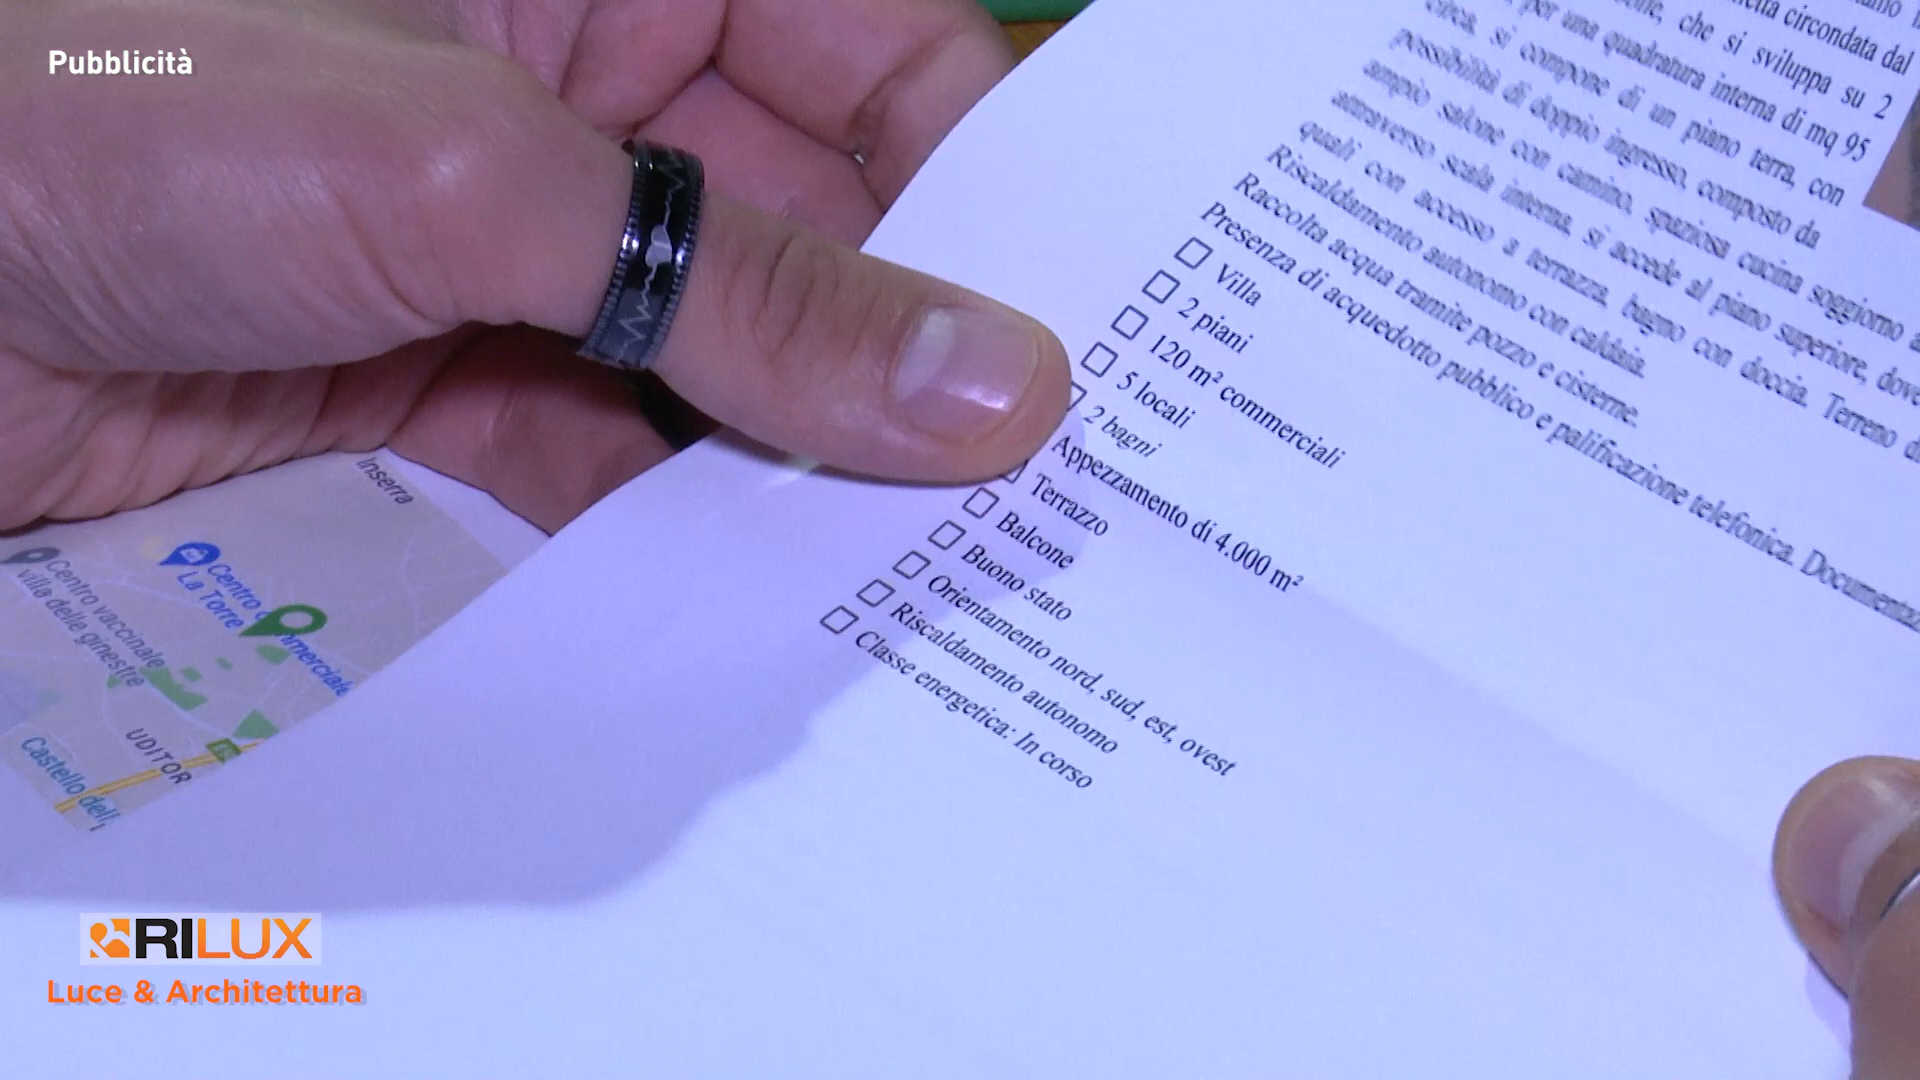 Pubblicità
circondata dal
che si sviluppa su 2
per una quadratura interna di mq 95
circa, si compone di un piano terra, con
possibilità di doppio ingresso, composto da
ampio salone con camino, spaziosa cucina soggiorno
attraverso scala interna, si accede al piano superiore, dove
quali con accesso a terrazza, bagno con doccia. Terreno
Riscaldamento autonomo con caldaia.
Raccolta acqua tramite pozzo e cisterne.
Presenza di acquedotto pubblico e palificazione telefonica.
Villa
2 piani
120 m² commerciali
5 locali
2 bagni
Appezzamento di 4.000 m²
Terrazzo
Balcone
Buono stato
Orientamento nord, sud, est, ovest
Riscaldamento autonomo
Classe energetica: In corso
Inserra
Centro
La Torre
Centro vaccinale
villa delle ginestre
UDITOR
Castello
RILUX
Luce & Architettura